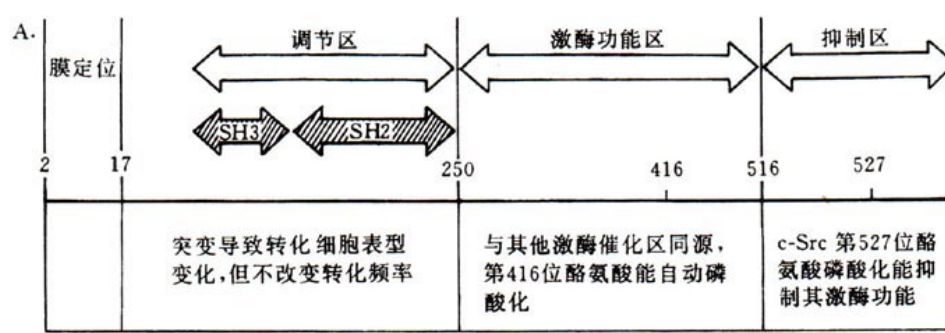 A.
膜定位
调节区
激酶功能区
抑制区
SH3
SH2
2
17
250
416
516
527
突变导致转化细胞表型
变化,但不改变转化频率
与其他激酶催化区同源,
第416位酪氨酸能自动磷
酸化
c-Src 第527位酪
氨酸磷酸化能抑
制其激酶功能